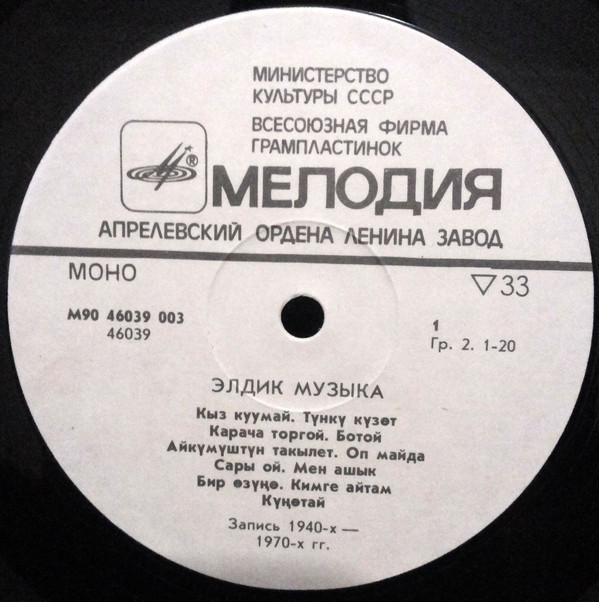 МИНИСТЕРСТВО
КУЛЬТУРЫ СССР
ВСЕСОЮЗНАЯ ФИРМА
ГРАМПЛАСТИНОК
®
МЕЛОДИЯ
АПРЕЛЕВСКИЙ ОРДЕНА ЛЕНИНА ЗАВОД
МОНО
▽33
М90 46039 003
46039
1
Гр. 2. 1-20
ЭЛДИК МУЗЫКА
Кыз куумай. Түнкү күзөт
Карача торгой. Ботой
Айкүмүштүн такылет. Оп майда
Сары ой. Мен ашык
Бир өзүңө. Кимге айтам
Күңөтай
Запись 1940-х —
1970-х гг.